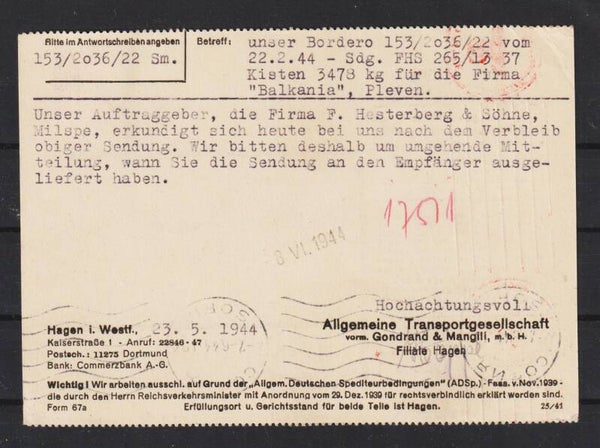 Bitte im Antwortschreiben angeben
153/2o36/22 Sm.
Betreff: unser Bordero 153/2o36/22 vom
22.2.44 - Sdg. FHS 265/13 37
Kisten 3478 kg für die Firma
"Balkania", Pleven.
Unser Auftraggeber, die Firma F. Hesterberg & Söhne,
Milspe, erkundigt sich heute bei uns nach dem Verbleib
obiger Sendung. Wir bitten deshalb um umgehende Mit-
teilung, wann Sie die Sendung an den Empfänger ausge-
liefert haben.
17511
8 VI. 1944
Hochachtungsvoll
Hagen i. Westf., 23. 5. 1944
Kaiserstraße 1 - Anruf: 22846-47
Postsch.: 11275 Dortmund
Bank: Commerzbank A.-G.
Allgemeine Transportgesellschaft
vorm. Gondrand & Mangili, m. b. H.
Filiale Hagen
Wichtig! Wir arbeiten ausschl. auf Grund der „Allgem. Deutschen Spediteurbedingungen" (ADSp.) - Fass. v. Nov. 1939 -
die durch den Herrn Reichsverkehrsminister mit Anordnung vom 29. Dez. 1939 für rechtsverbindlich erklärt worden sind.
Form 67a Erfüllungsort u. Gerichtsstand für beide Teile ist Hagen. 25/41